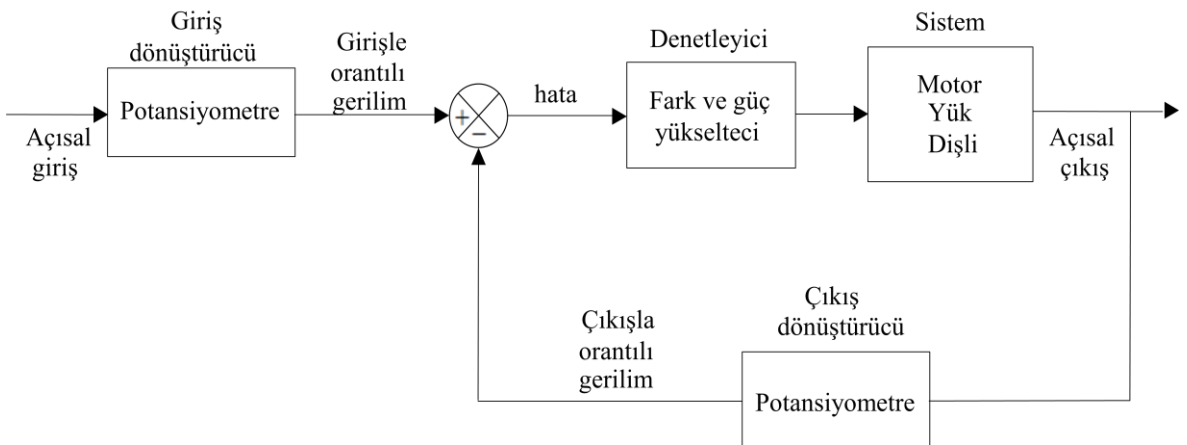 Giriş
dönüştürücü
Potansiyometre
Açısal
giriş
Girişle
orantılı
gerilim
+
−
hata
Denetleyici
Fark ve güç
yükselteci
Sistem
Motor
Yük
Dişli
Açısal
çıkış
Çıkışla
orantılı
gerilim
Çıkış
dönüştürücü
Potansiyometre